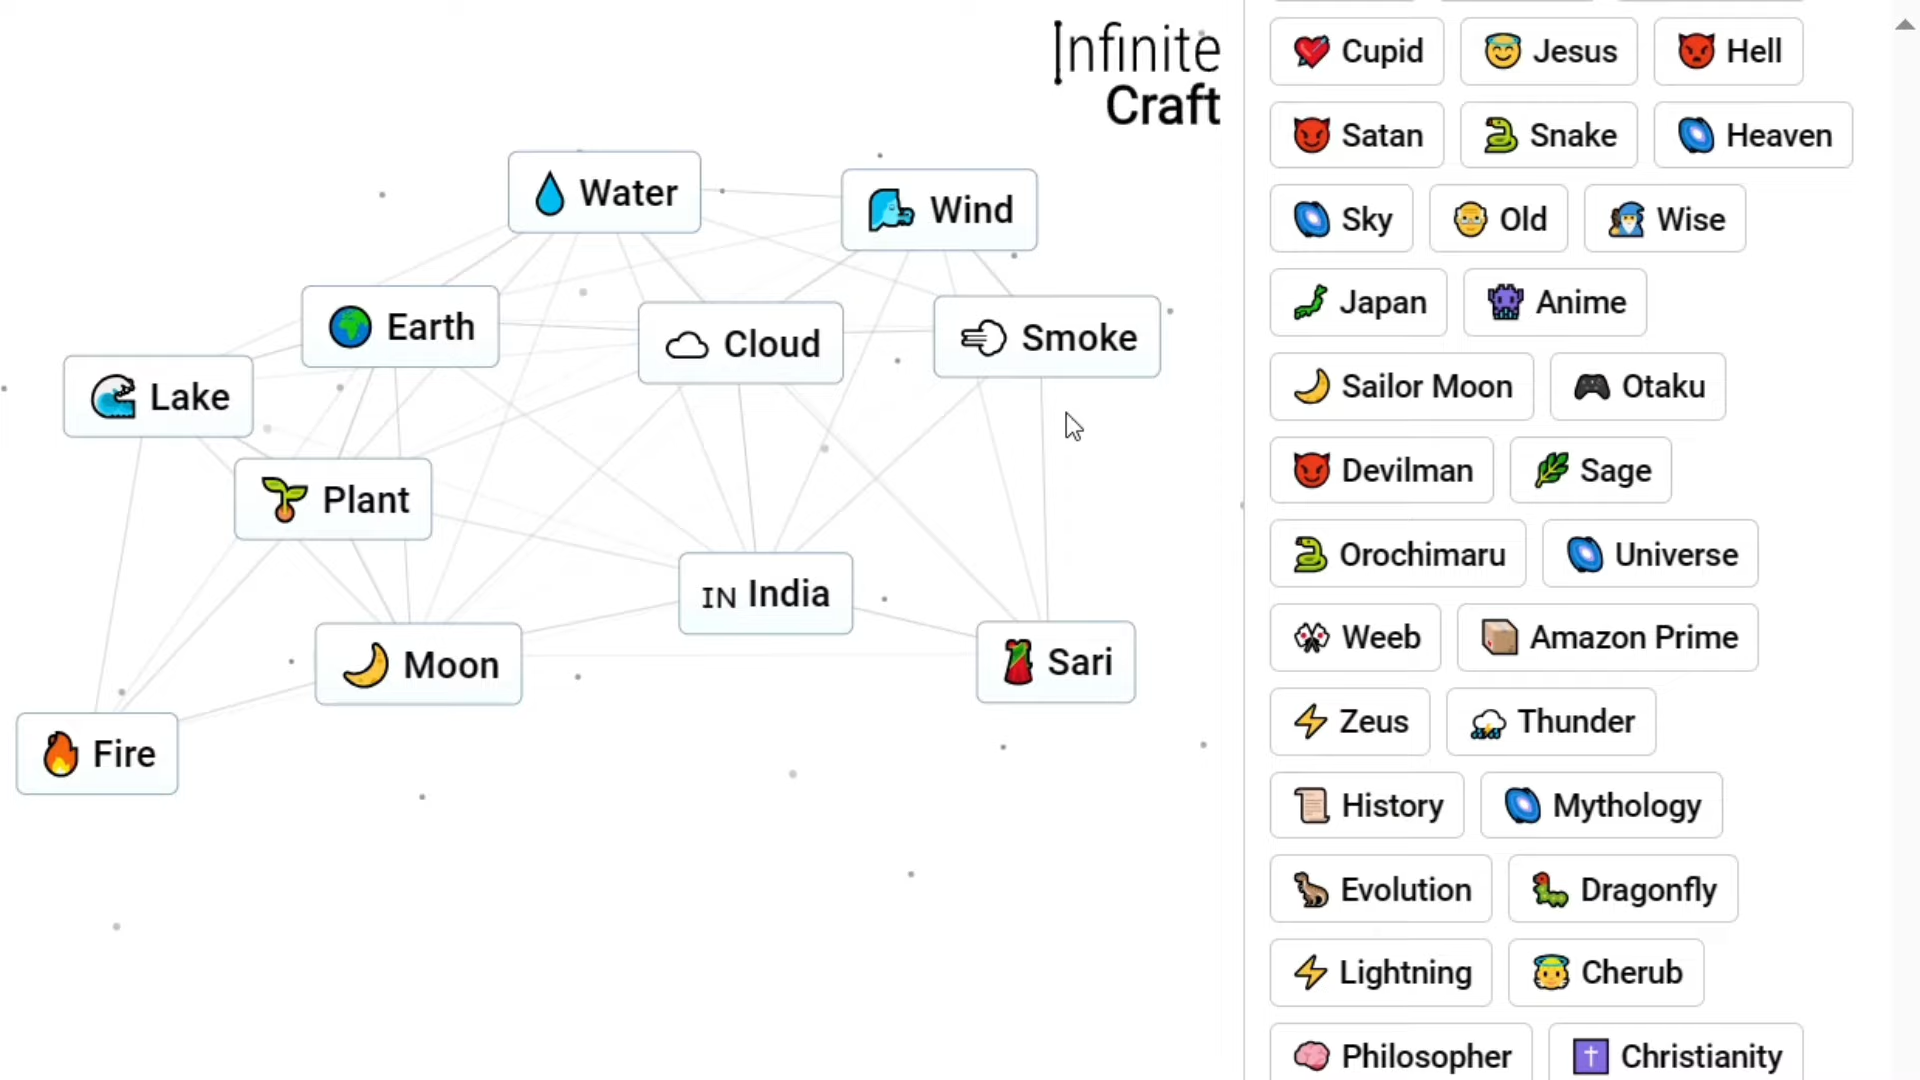 Infinite
Craft
Water
Wind
Earth
Cloud
Smoke
Lake
Plant
IN India
Moon
Sari
Fire
Cupid
Jesus
Hell
Satan
Snake
Heaven
Sky
Old
Wise
Japan
Anime
Sailor Moon
Otaku
Devilman
Sage
Orochimaru
Universe
Weeb
Amazon Prime
Zeus
Thunder
History
Mythology
Evolution
Dragonfly
Lightning
Cherub
Philosopher
Christianity